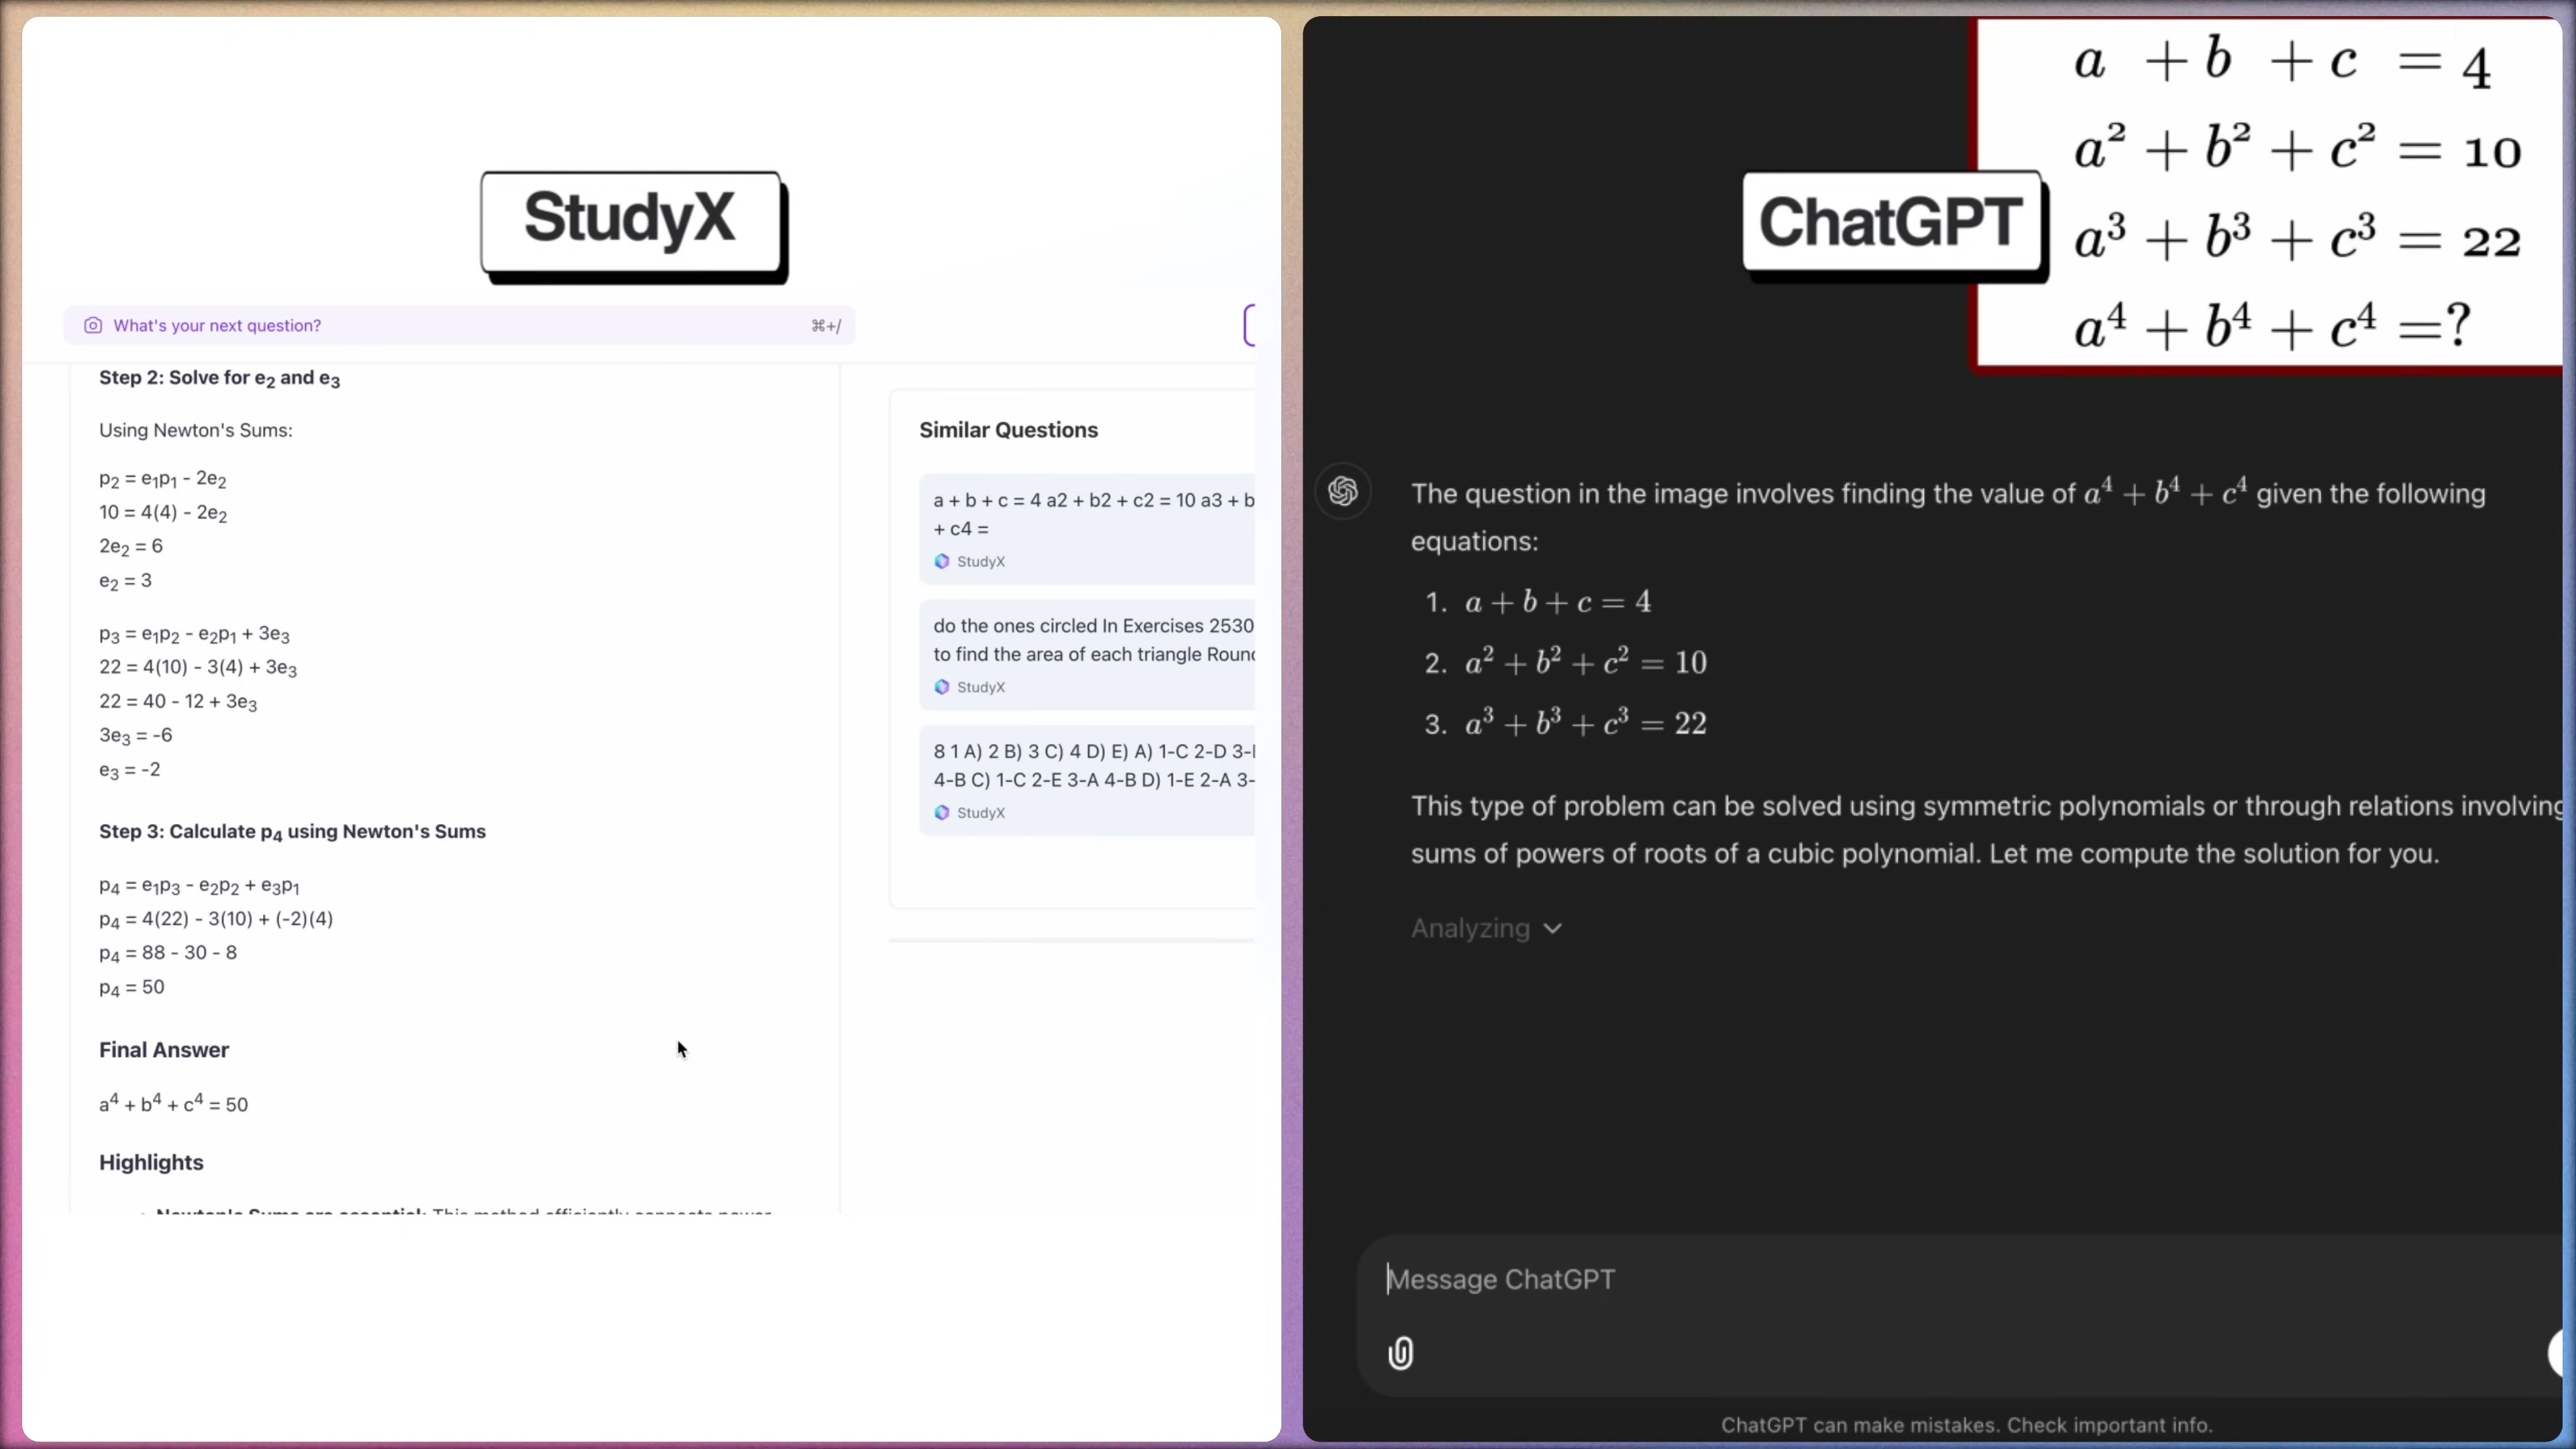 StudyX
What's your next question?
⌘+/
Step 2: Solve for e₂ and e₃
Using Newton's Sums:
p₂ = e₁p₁ - 2e₂
10 = 4(4) - 2e₂
2e₂ = 6
e₂ = 3
p₃ = e₁p₂ - e₂p₁ + 3e₃
22 = 4(10) - 3(4) + 3e₃
22 = 40 - 12 + 3e₃
3e₃ = -6
e₃ = -2
Step 3: Calculate p₄ using Newton's Sums
p₄ = e₁p₃ - e₂p₂ + e₃p₁
p₄ = 4(22) - 3(10) + (-2)(4)
p₄ = 88 - 30 - 8
p₄ = 50
Final Answer
a⁴ + b⁴ + c⁴ = 50
Highlights
Newton's Sums are essential: This method efficiently connects power
Similar Questions
a + b + c = 4 a2 + b2 + c2 = 10 a3 + b
+ c4 =
StudyX
do the ones circled In Exercises 2530
to find the area of each triangle Roun
StudyX
8 1 A) 2 B) 3 C) 4 D) E) A) 1-C 2-D 3-
4-B C) 1-C 2-E 3-A 4-B D) 1-E 2-A 3-
StudyX
ChatGPT
a + b + c = 4
a² + b² + c² = 10
a³ + b³ + c³ = 22
a⁴ + b⁴ + c⁴ =?
The question in the image involves finding the value of a⁴ + b⁴ + c⁴ given the following
equations:
1. a + b + c = 4
2. a² + b² + c² = 10
3. a³ + b³ + c³ = 22
This type of problem can be solved using symmetric polynomials or through relations involving
sums of powers of roots of a cubic polynomial. Let me compute the solution for you.
Analyzing
Message ChatGPT
ChatGPT can make mistakes. Check important info.